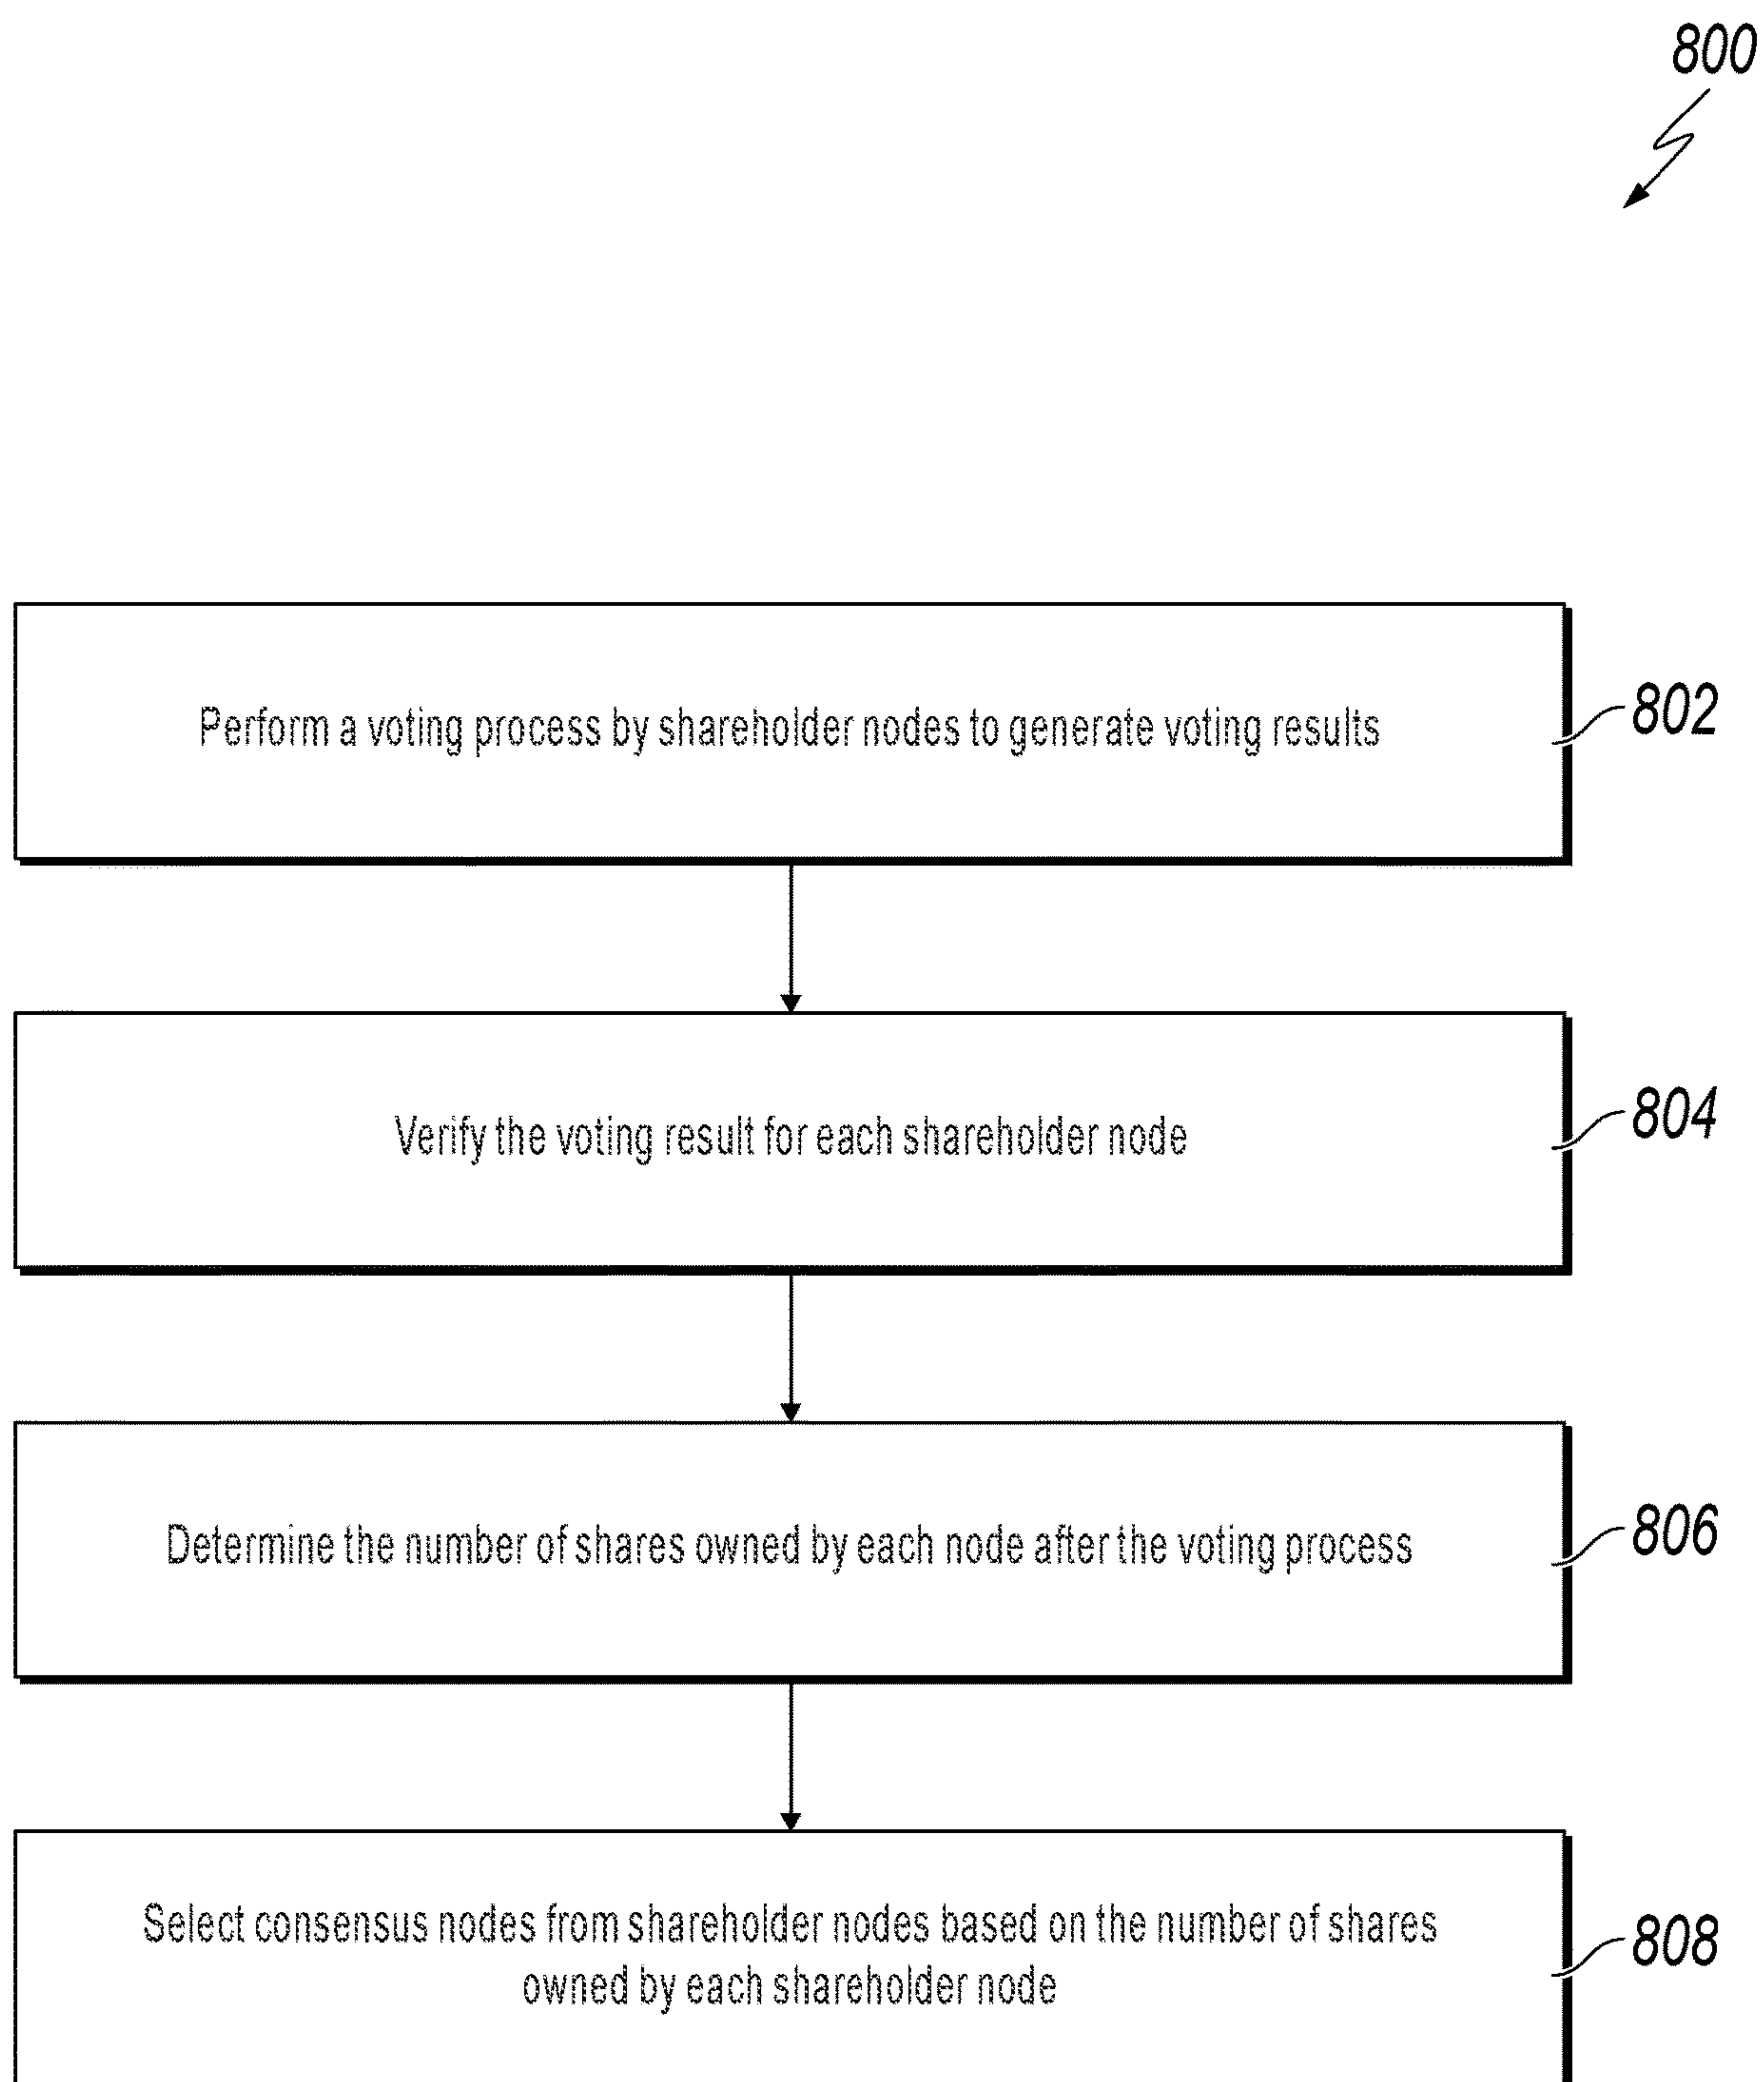 800
Perform a voting process by shareholder nodes to generate voting results
802
Verify the voting result for each shareholder node
804
Determine the number of shares owned by each node after the voting process
806
Select consensus nodes from shareholder nodes based on the number of shares
owned by each shareholder node
808